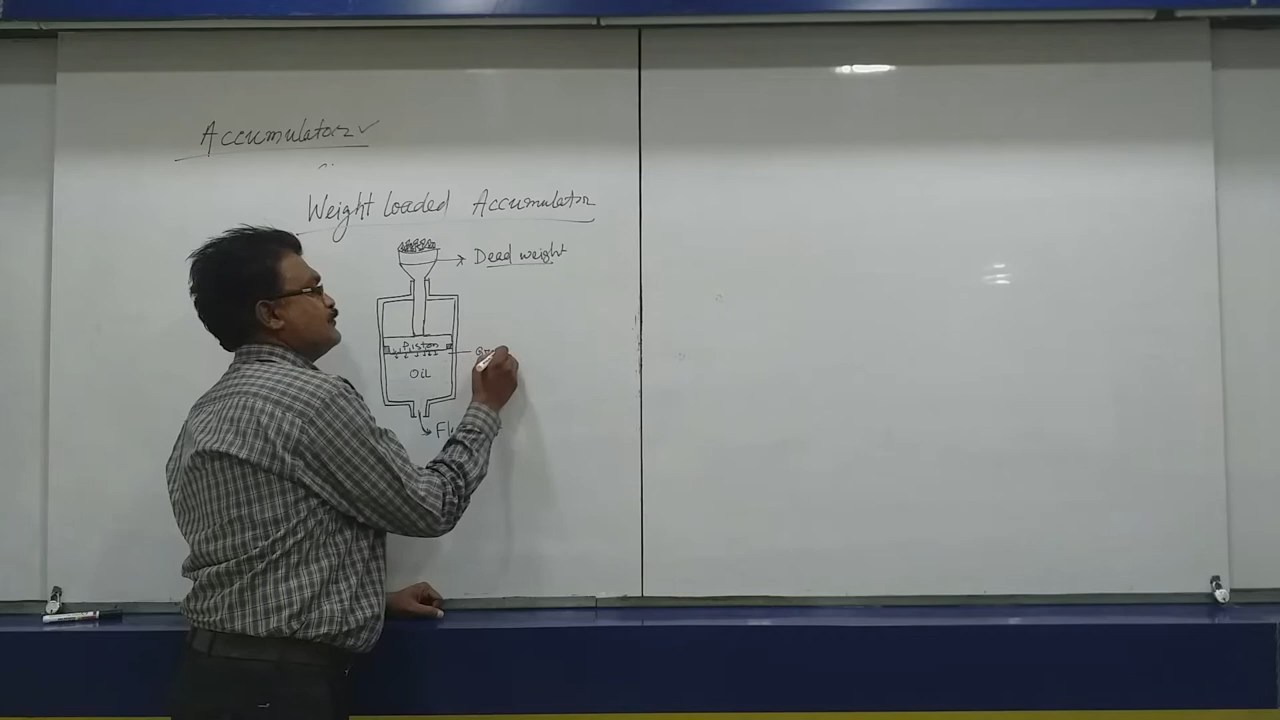 Accumulator
Weight loaded Accumulator
Dead weight
Piston
Oil